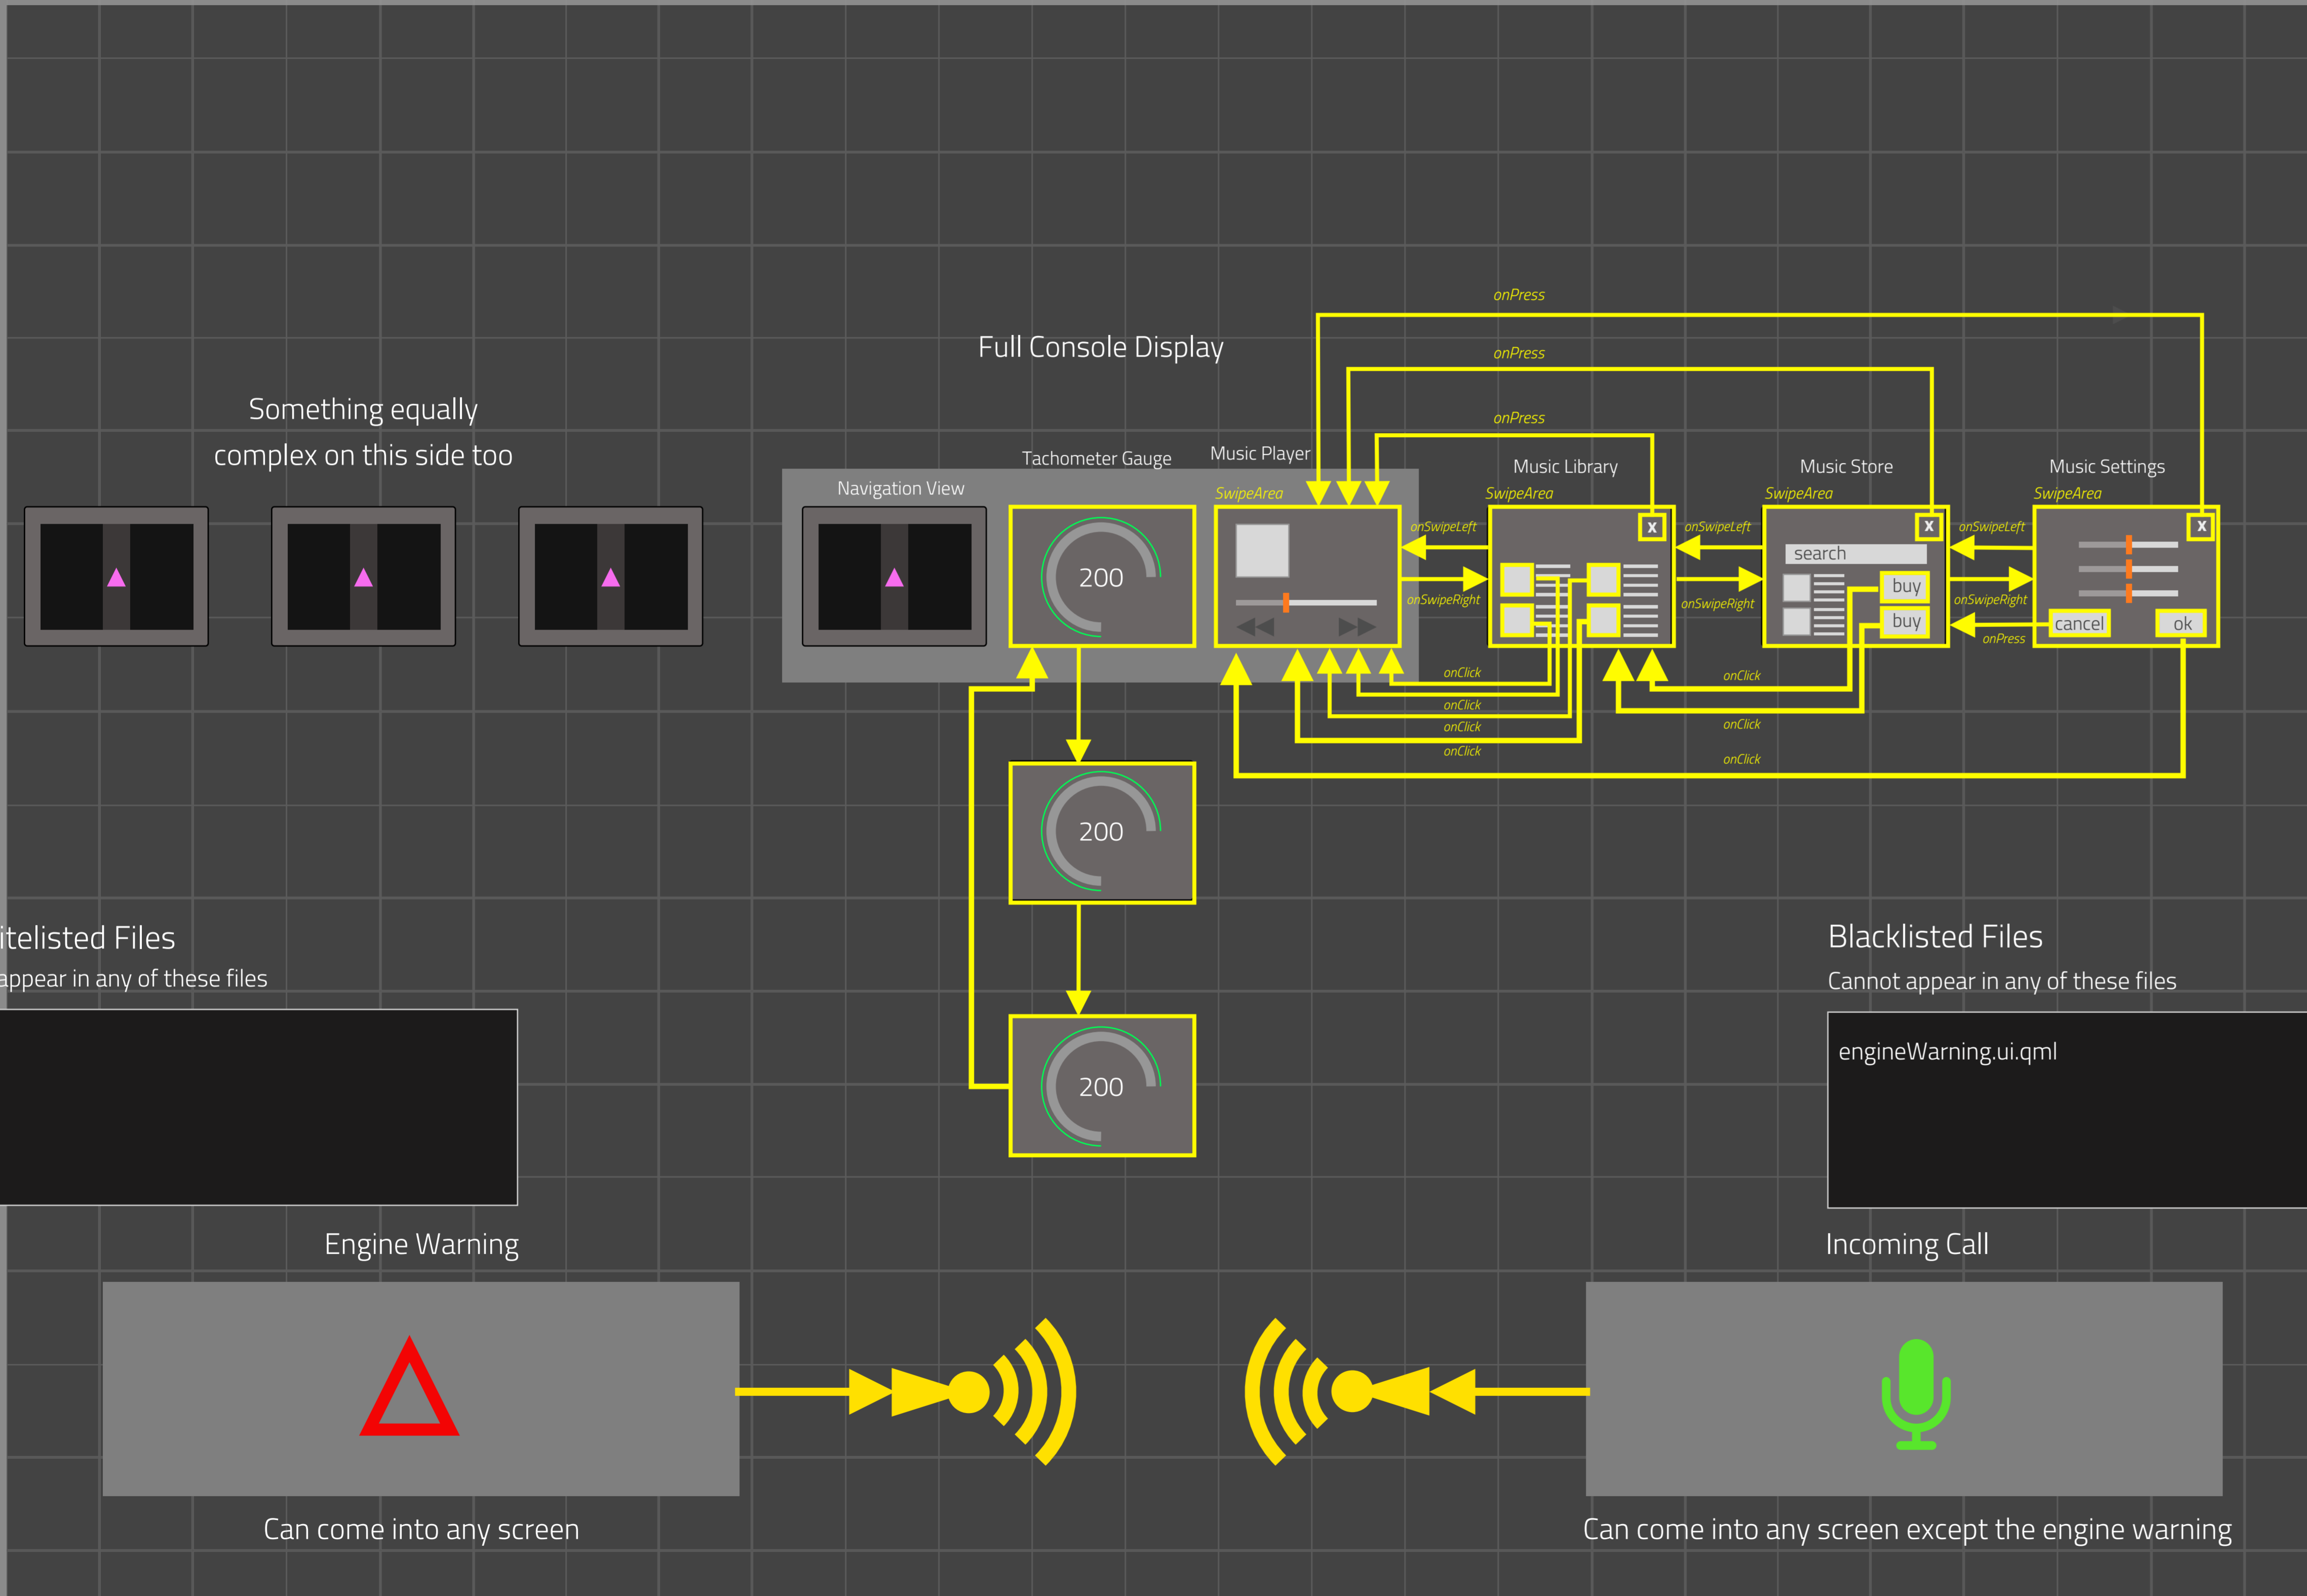 onPress
Full Console Display
onPress
Something equally
complex on this side too
onPress
Tachometer Gauge
Music Player
Music Library
Music Store
Music Settings
Navigation View
SwipeArea
SwipeArea
SwipeArea
SwipeArea
200
onSwipeLeft
onSwipeRight
x
onSwipeLeft
onSwipeRight
x
search
buy
buy
onSwipeLeft
onSwipeRight
onPress
x
cancel
ok
onClick
onClick
onClick
onClick
onClick
onClick
onClick
200
200
itelisted Files
appear in any of these files
Blacklisted Files
Cannot appear in any of these files
engineWarning.ui.qml
Engine Warning
Incoming Call
Can come into any screen
Can come into any screen except the engine warning